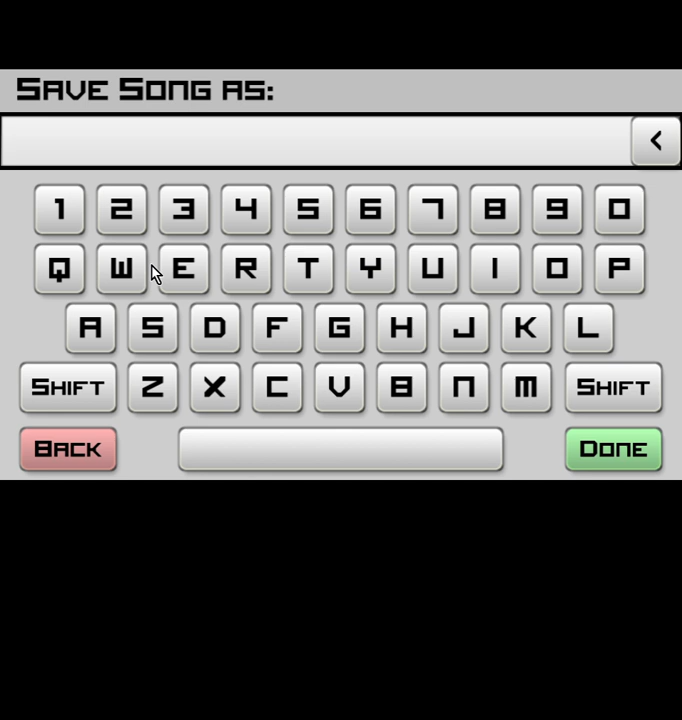 Save Song as:
<
1 2 3 4 5 6 7 8 9 0
Q W E R T Y U I O P
A S D F G H J K L
Shift Z X C V B N M Shift
Back Done